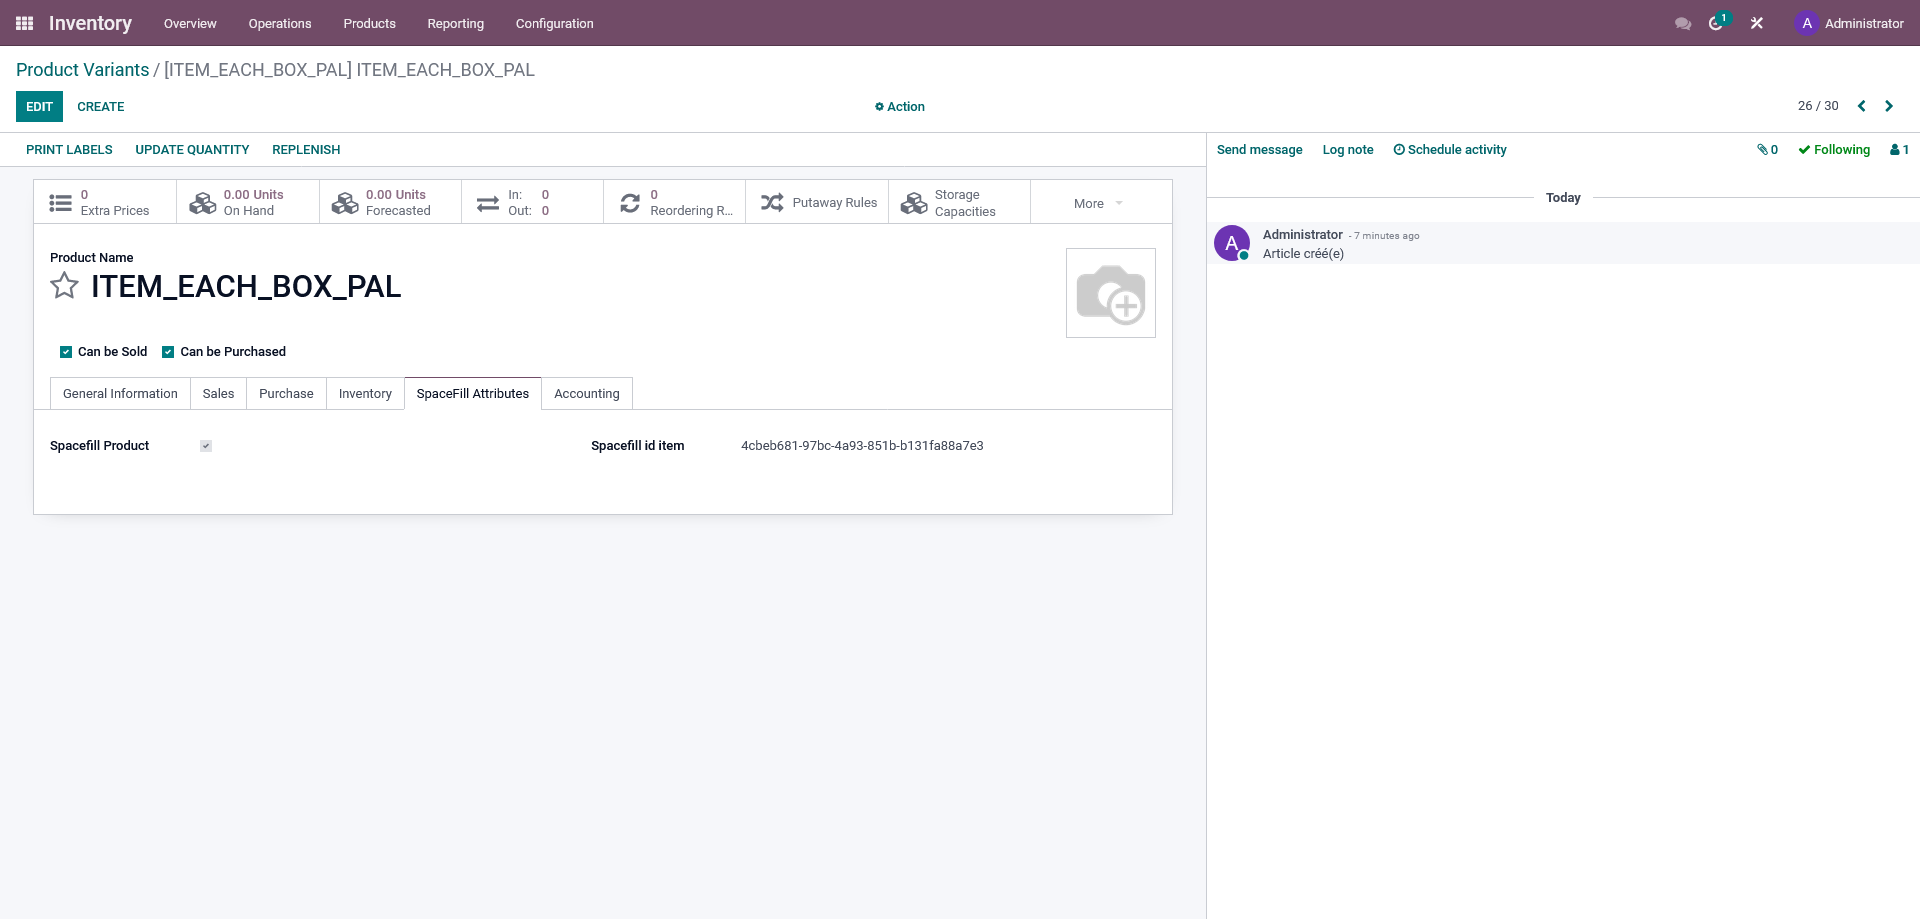 Inventory Overview Operations Products Reporting Configuration 1 A Administrator
Product Variants / [ITEM_EACH_BOX_PAL] ITEM_EACH_BOX_PAL
EDIT CREATE Action 26 / 30
PRINT LABELS UPDATE QUANTITY REPLENISH
0
Extra Prices
0.00 Units
On Hand
0.00 Units
Forecasted
In: 0
Out: 0
0
Reordering R...
Putaway Rules
Storage
Capacities
More
Product Name
ITEM_EACH_BOX_PAL
Can be Sold Can be Purchased
General Information Sales Purchase Inventory SpaceFill Attributes Accounting
Spacefill Product Spacefill id item 4cbeb681-97bc-4a93-851b-b131fa88a7e3
Send message Log note Schedule activity 0 Following 1
Today
A
Administrator - 7 minutes ago
Article créé(e)